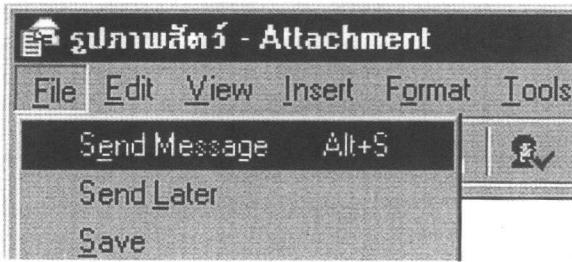 รูปภาพสัตว์ - Attachment
File Edit View Insert Format Tools
Send Message Alt+S
Send Later
Save